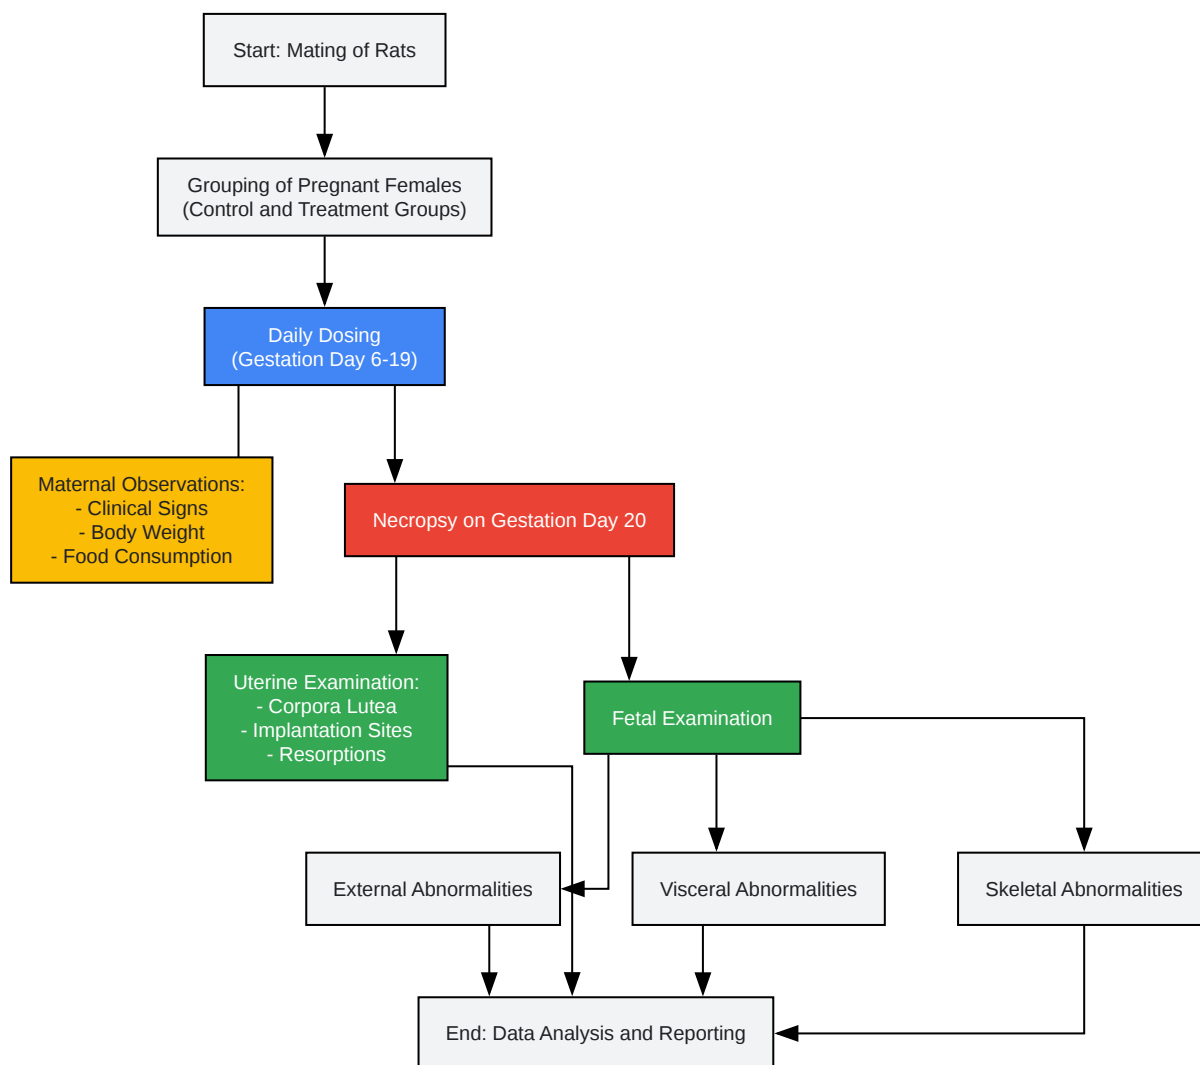 Start: Mating of Rats
Grouping of Pregnant Females
(Control and Treatment Groups)
Daily Dosing
(Gestation Day 6-19)
Maternal Observations:
- Clinical Signs
- Body Weight
- Food Consumption
Necropsy on Gestation Day 20
Uterine Examination:
- Corpora Lutea
- Implantation Sites
- Resorptions
Fetal Examination
External Abnormalities
Visceral Abnormalities
Skeletal Abnormalities
End: Data Analysis and Reporting